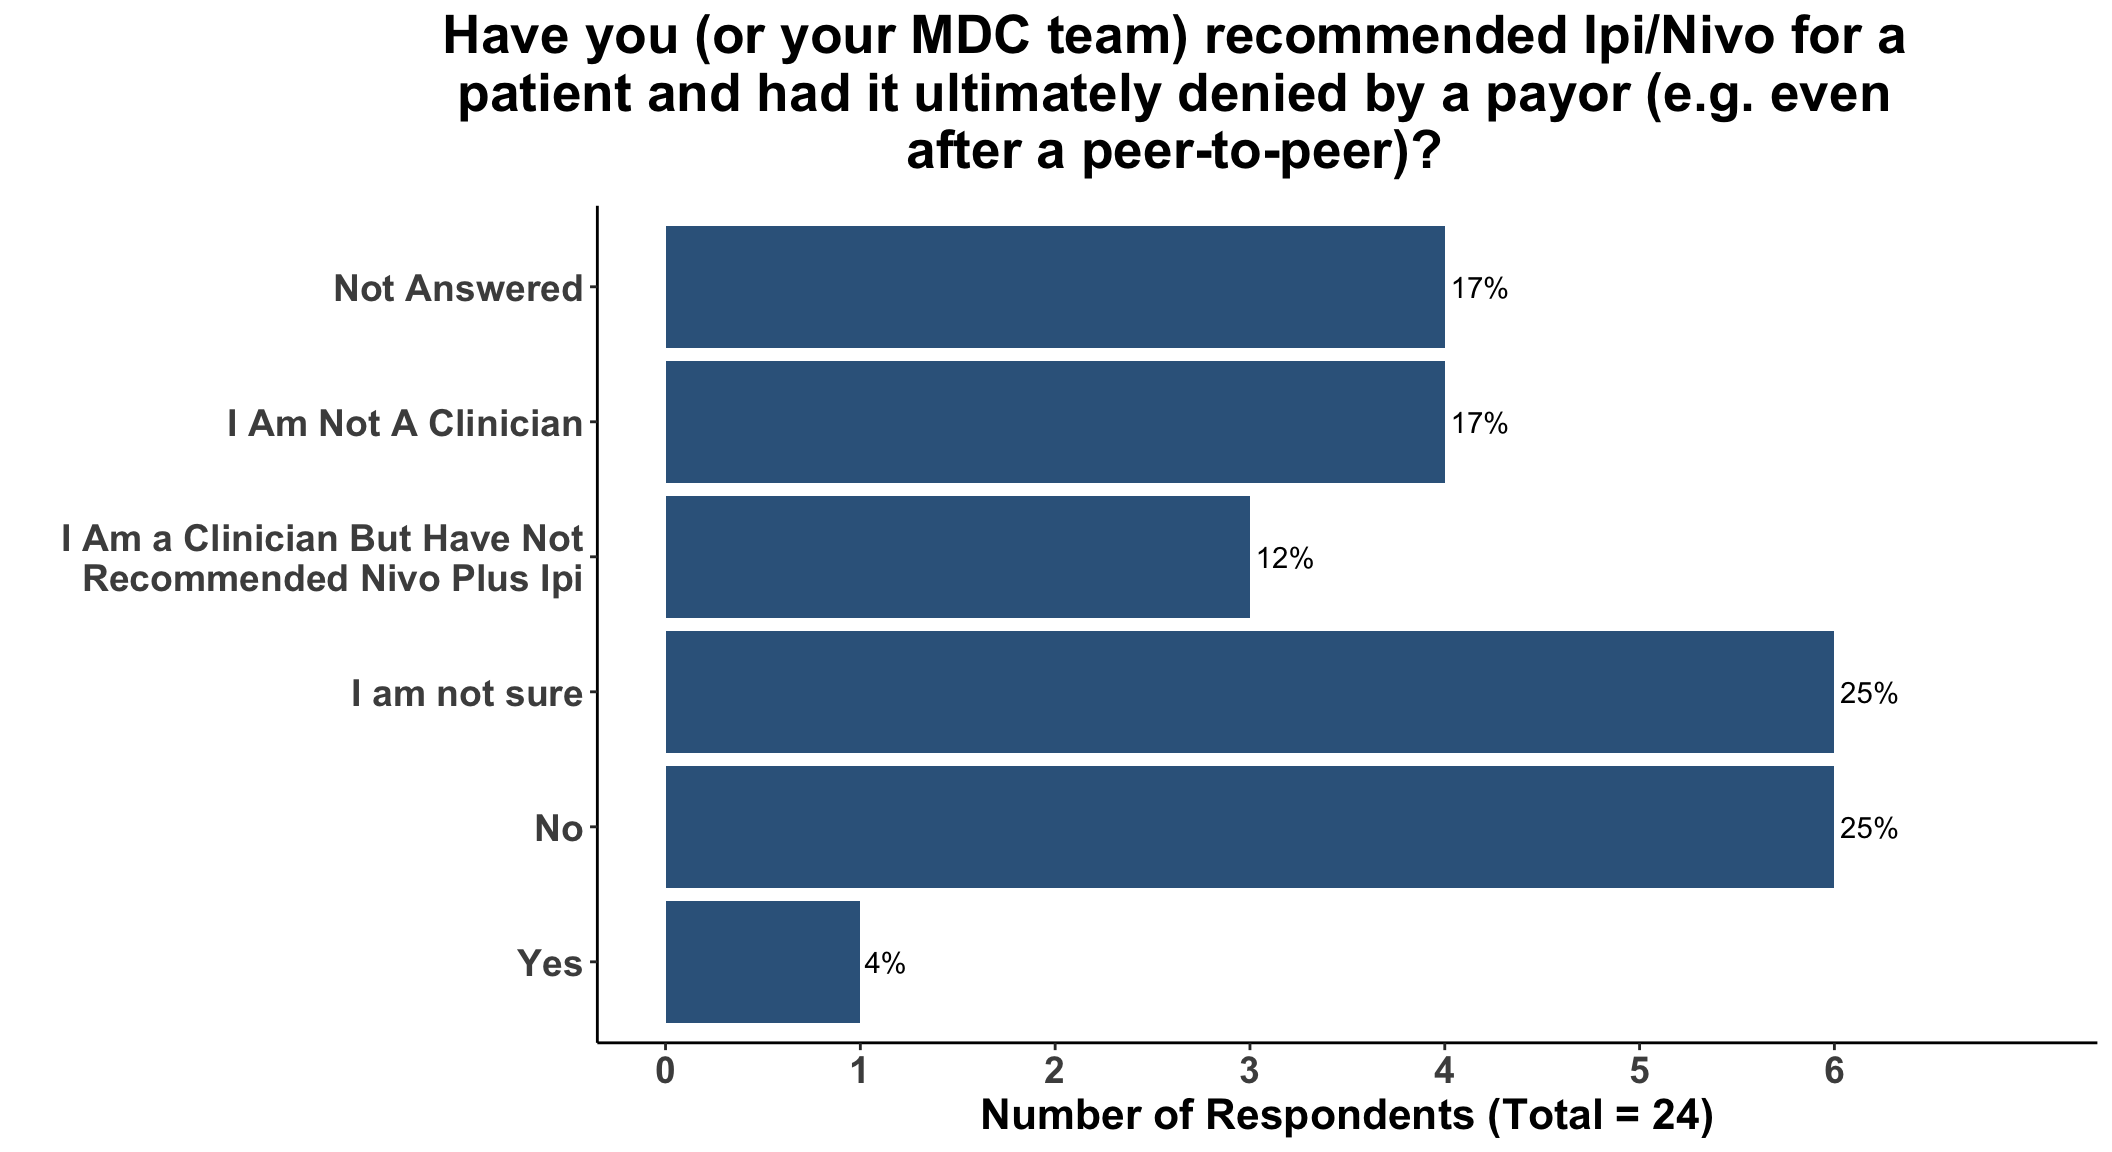 Have you (or your MDC team) recommended Ipi/Nivo for a
patient and had it ultimately denied by a payor (e.g. even
after a peer-to-peer)?
Not Answered
17%
I Am Not A Clinician
17%
I Am a Clinician But Have Not
Recommended Nivo Plus Ipi
12%
I am not sure
25%
No
25%
Yes
4%
0 1 2 3 4 5 6
Number of Respondents (Total = 24)